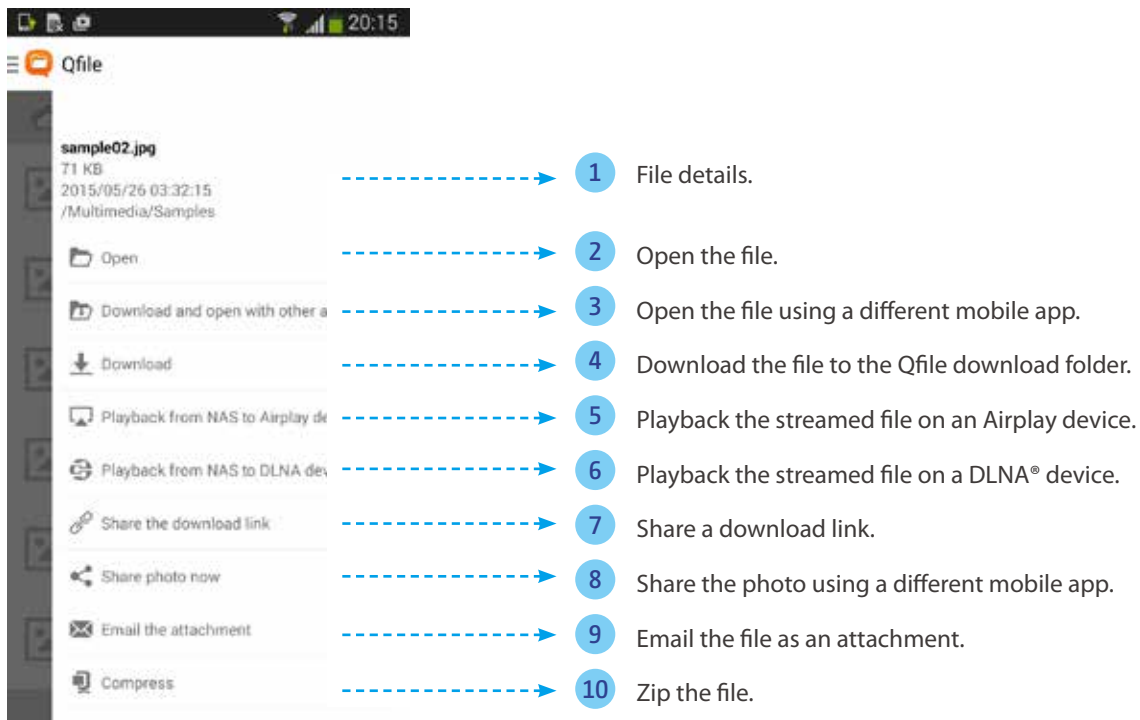 20:15
Qfile
sample02.jpg
71 KB
2015/05/26 03:32:15
/Multimedia/Samples
1 File details.
Open
2 Open the file.
Download and open with other a
3 Open the file using a different mobile app.
Download
4 Download the file to the Qfile download folder.
Playback from NAS to Airplay de
5 Playback the streamed file on an Airplay device.
Playback from NAS to DLNA dev
6 Playback the streamed file on a DLNA® device.
Share the download link
7 Share a download link.
Share photo now
8 Share the photo using a different mobile app.
Email the attachment
9 Email the file as an attachment.
Compress
10 Zip the file.